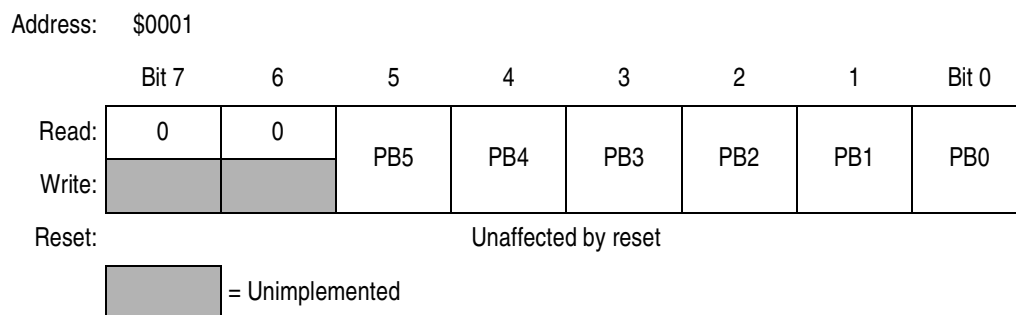 Address: $0001
Bit 7 6 5 4 3 2 1 Bit 0
Read: 0 0 PB5 PB4 PB3 PB2 PB1 PB0
Write:
Reset: Unaffected by reset
= Unimplemented